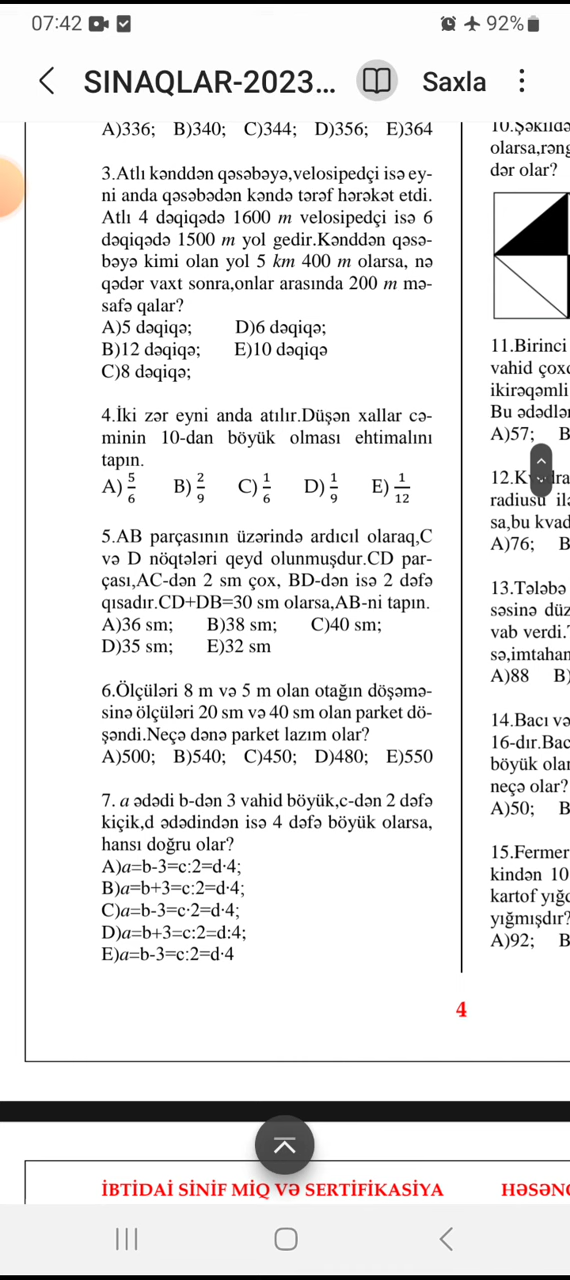 07:42
92%
SINAQLAR-2023...
Saxla
A)336; B)340; C)344; D)356; E)364
3.Atlı kənddən qəsəbəyə,velosipedçi isə ey-
ni anda qəsəbədən kəndə tərəf hərəkət etdi.
Atlı 4 dəqiqədə 1600 m velosipedçi isə 6
dəqiqədə 1500 m yol gedir.Kənddən qəsə-
bəyə kimi olan yol 5 km 400 m olarsa, nə
qədər vaxt sonra,onlar arasında 200 m mə-
safə qalar?
A)5 dəqiqə; D)6 dəqiqə;
B)12 dəqiqə; E)10 dəqiqə
C)8 dəqiqə;
4.İki zər eyni anda atılır.Düşən xallar cə-
minin 10-dan böyük olması ehtimalını
tapın.
A) 5/6 B) 2/9 C) 1/6 D) 1/9 E) 1/12
5.AB parçasının üzərində ardıcıl olaraq,C
və D nöqtələri qeyd olunmuşdur.CD par-
çası,AC-dən 2 sm çox, BD-dən isə 2 dəfə
qısadır.CD+DB=30 sm olarsa,AB-ni tapın.
A)36 sm; B)38 sm; C)40 sm;
D)35 sm; E)32 sm
6.Ölçüləri 8 m və 5 m olan otağın döşəmə-
sinə ölçüləri 20 sm və 40 sm olan parket dö-
şəndi.Neçə dənə parket lazım olar?
A)500; B)540; C)450; D)480; E)550
7. a ədədi b-dən 3 vahid böyük,c-dən 2 dəfə
kiçik,d ədədindən isə 4 dəfə böyük olarsa,
hansı doğru olar?
A)a=b-3=c:2=d·4;
B)a=b+3=c:2=d·4;
C)a=b-3=c·2=d·4;
D)a=b+3=c:2=d:4;
E)a=b-3=c:2=d·4
10.Şəkildə
olarsa,rəng
dər olar?
11.Birinci
vahid çox
ikirəqəmli
Bu ədədlə
A)57; B
radiusu ilə
sa,bu kvad
A)76; B
13.Tələbə
səsinə düz
vab verdi.
sə,imtahan
A)88 B)
14.Bacı və
16-dır.Bac
böyük olar
neçə olar?
A)50; B
15.Fermer
kindən 10
kartof yığ
yığmışdır?
A)92; B
4
İBTİDAİ SİNİF MİQ VƏ SERTİFİKASİYA
HƏSƏN